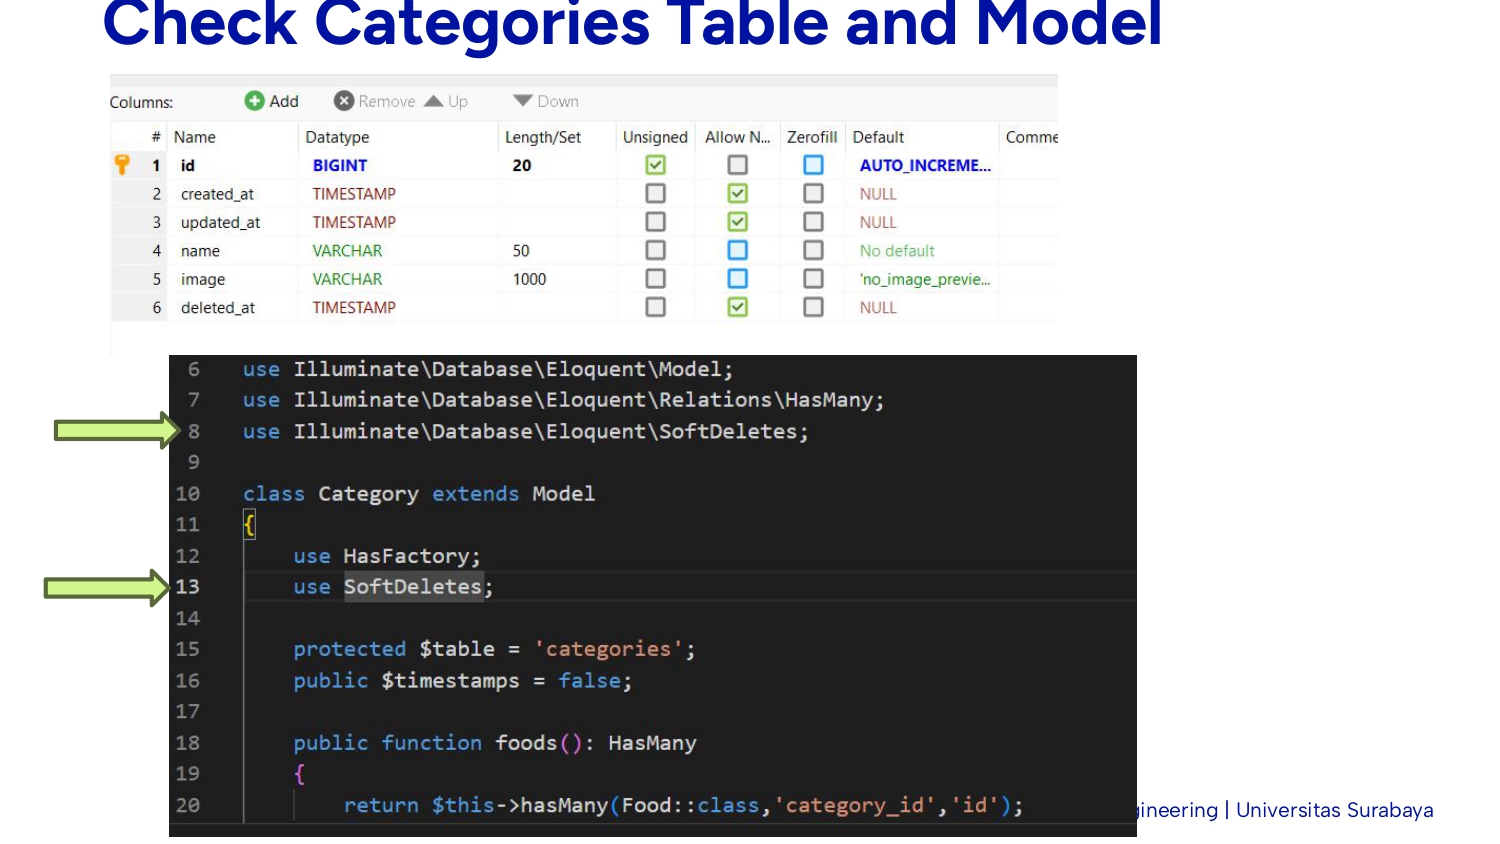 Check Categories Table and Model
Columns: Add Remove Up Down
# Name Datatype Length/Set Unsigned Allow N... Zerofill Default Comme
1 id BIGINT 20 AUTO_INCREME...
2 created_at TIMESTAMP NULL
3 updated_at TIMESTAMP NULL
4 name VARCHAR 50 No default
5 image VARCHAR 1000 'no_image_previe...
6 deleted_at TIMESTAMP NULL
6 use Illuminate\Database\Eloquent\Model;
7 use Illuminate\Database\Eloquent\Relations\HasMany;
8 use Illuminate\Database\Eloquent\SoftDeletes;
9
10 class Category extends Model
11 {
12 use HasFactory;
13 use SoftDeletes;
14
15 protected $table = 'categories';
16 public $timestamps = false;
17
18 public function foods(): HasMany
19 {
20 return $this->hasMany(Food::class,'category_id','id');
gineering | Universitas Surabaya